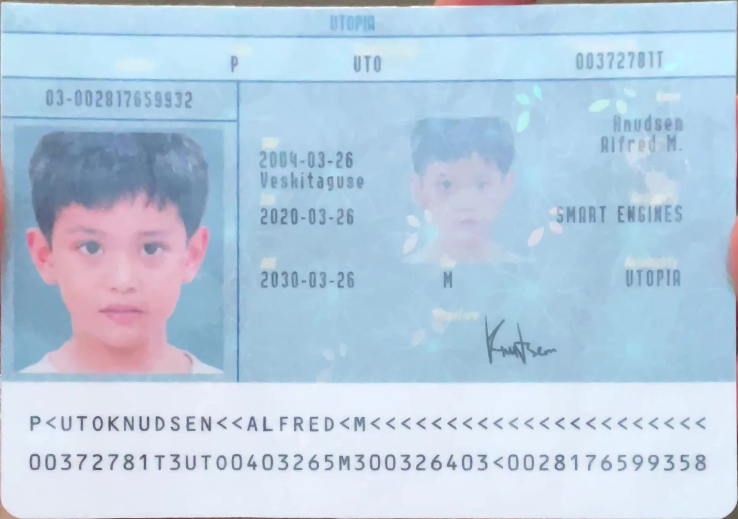 UTOPIA
P UTO 00372781T
03-002817659932
Knudsen
Alfred M.
2004-03-26
Veskitaguse
2020-03-26 SMART ENGINES
2030-03-26 M UTOPIA
Knutsen
P<UTOKNUDSEN<<ALFRED<M<<<<<<<<<<<<<<<<<<<<<<
00372781T3UTO0403265M300326403<0028176599358